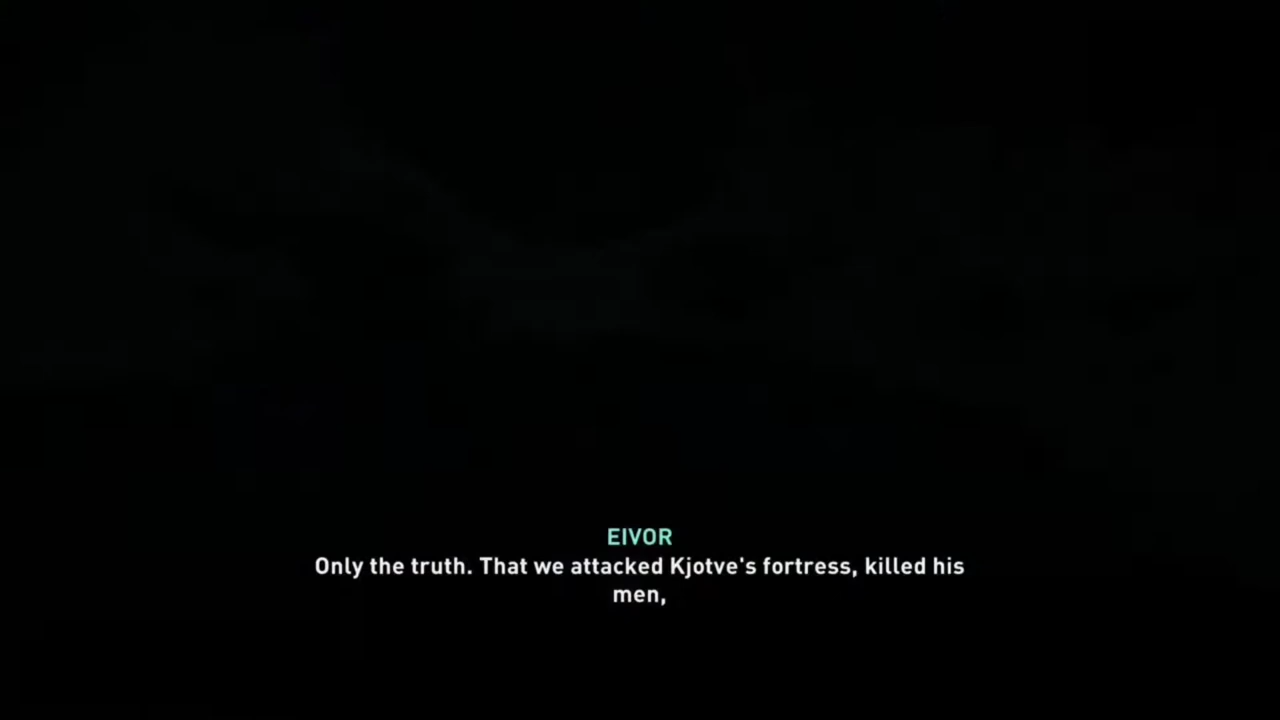 EIVOR
Only the truth. That we attacked Kjotve's fortress, killed his
men,